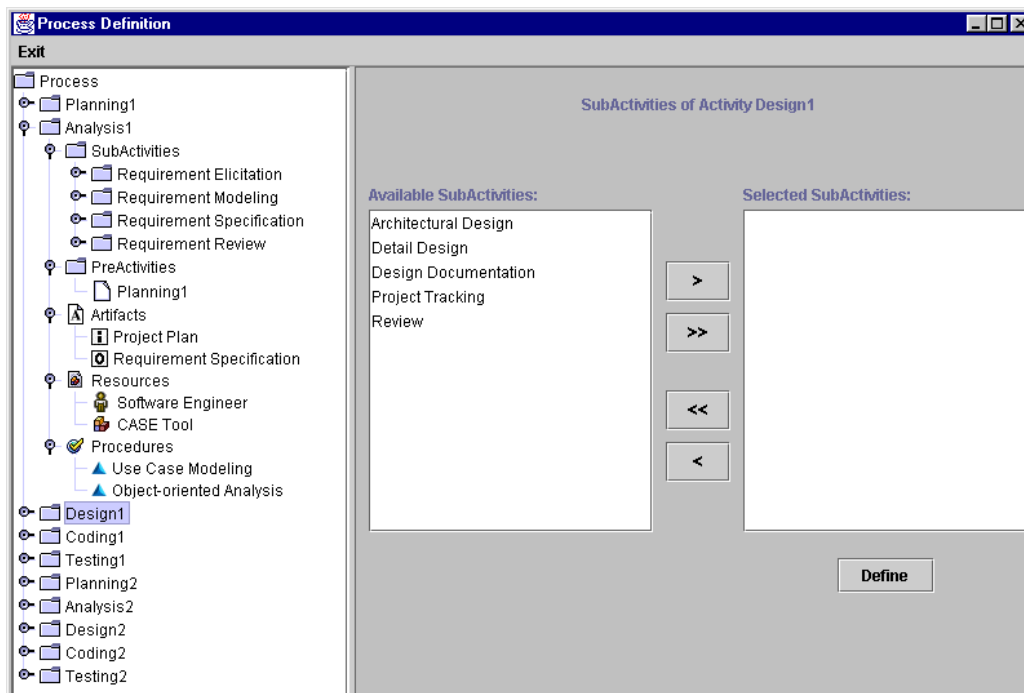 Process Definition
Exit
Process
Planning1
Analysis1
SubActivities
Requirement Elicitation
Requirement Modeling
Requirement Specification
Requirement Review
PreActivities
Planning1
Artifacts
Project Plan
Requirement Specification
Resources
Software Engineer
CASE Tool
Procedures
Use Case Modeling
Object-oriented Analysis
Design1
Coding1
Testing1
Planning2
Analysis2
Design2
Coding2
Testing2
SubActivities of Activity Design1
Available SubActivities:
Architectural Design
Detail Design
Design Documentation
Project Tracking
Review
>
>>
<<
<
Selected SubActivities:
Define